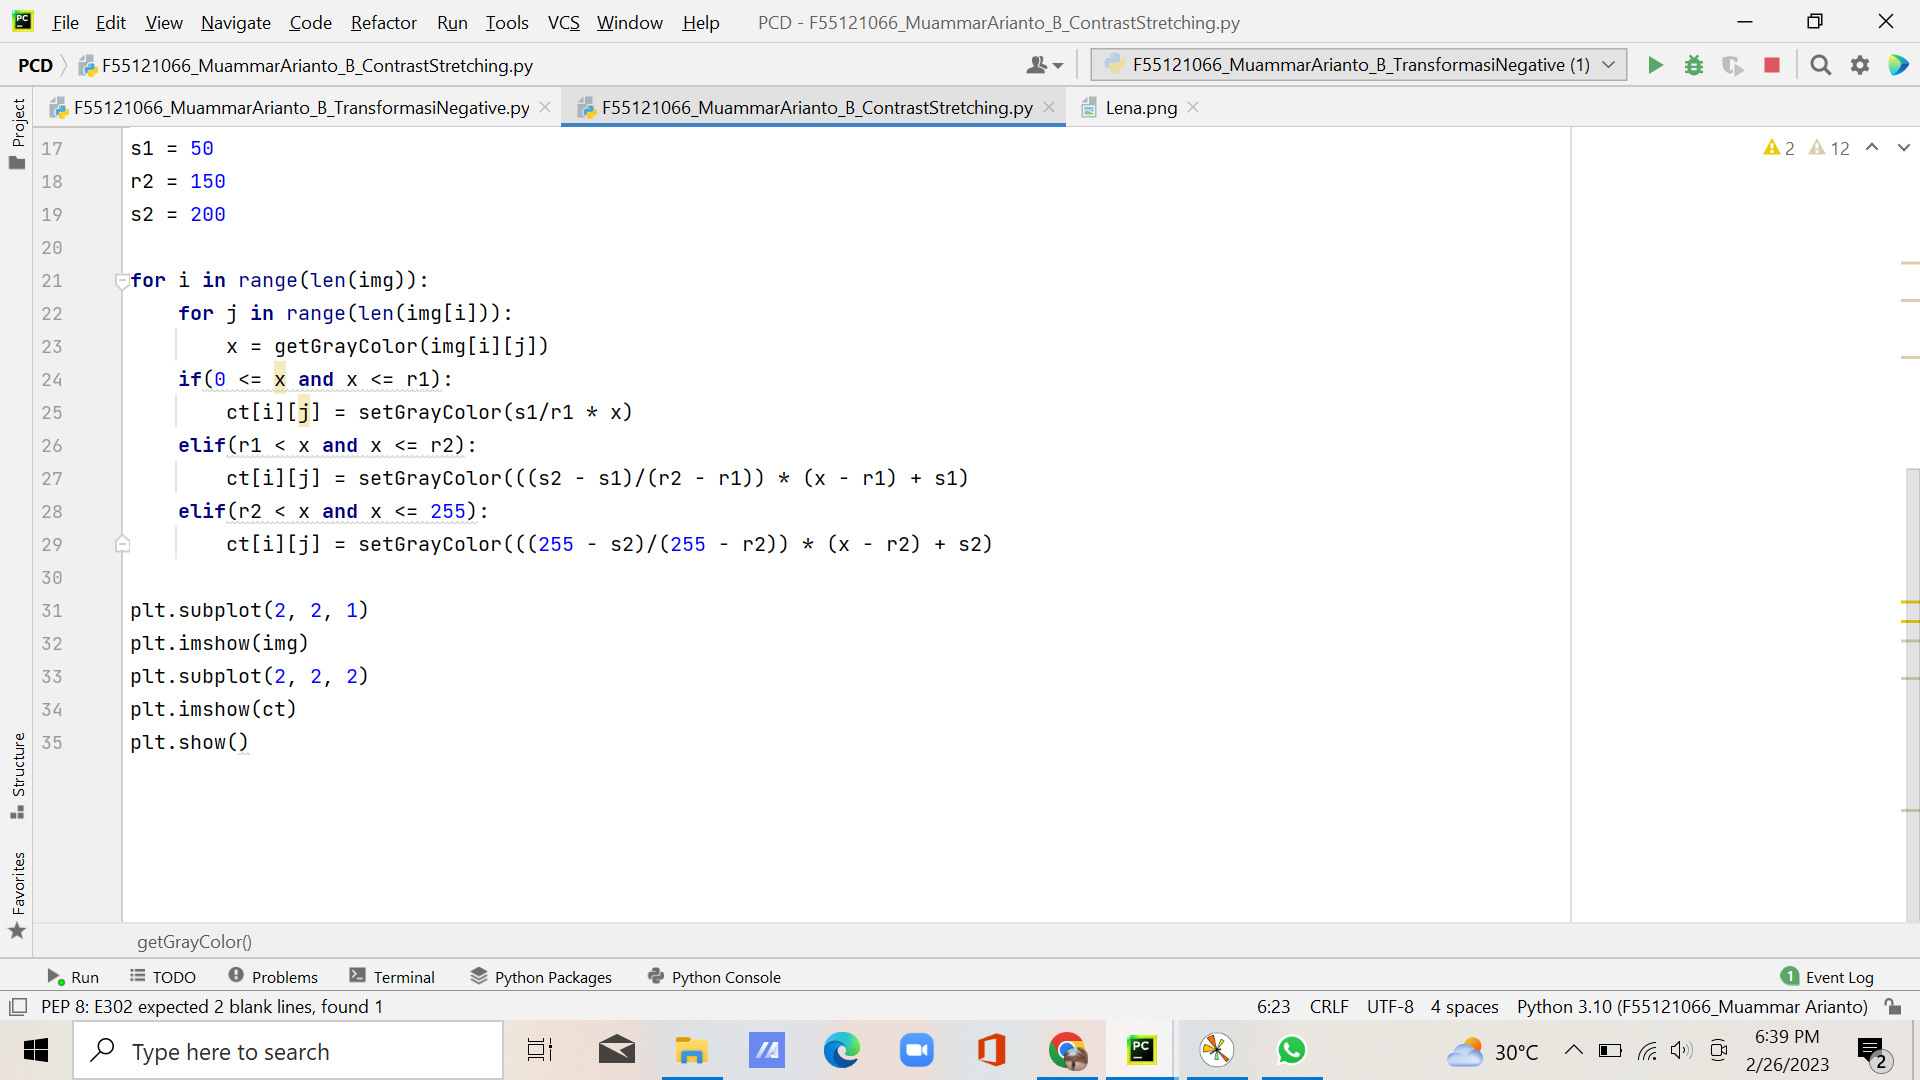 File Edit View Navigate Code Refactor Run Tools VCS Window Help PCD - F55121066_MuammarArianto_B_ContrastStretching.py
PCD F55121066_MuammarArianto_B_ContrastStretching.py F55121066_MuammarArianto_B_TransformasiNegative (1)
F55121066_MuammarArianto_B_TransformasiNegative.py F55121066_MuammarArianto_B_ContrastStretching.py Lena.png
Project
Structure
Favorites
2 12
17 s1 = 50
18 r2 = 150
19 s2 = 200
20
21 for i in range(len(img)):
22     for j in range(len(img[i])):
23         x = getGrayColor(img[i][j])
24     if(0 <= x and x <= r1):
25         ct[i][j] = setGrayColor(s1/r1 * x)
26     elif(r1 < x and x <= r2):
27         ct[i][j] = setGrayColor(((s2 - s1)/(r2 - r1)) * (x - r1) + s1)
28     elif(r2 < x and x <= 255):
29         ct[i][j] = setGrayColor(((255 - s2)/(255 - r2)) * (x - r2) + s2)
30
31 plt.subplot(2, 2, 1)
32 plt.imshow(img)
33 plt.subplot(2, 2, 2)
34 plt.imshow(ct)
35 plt.show()
getGrayColor()
Run TODO Problems Terminal Python Packages Python Console 1 Event Log
PEP 8: E302 expected 2 blank lines, found 1 6:23 CRLF UTF-8 4 spaces Python 3.10 (F55121066_Muammar Arianto)
Type here to search PC 30°C 6:39 PM
2/26/2023 2